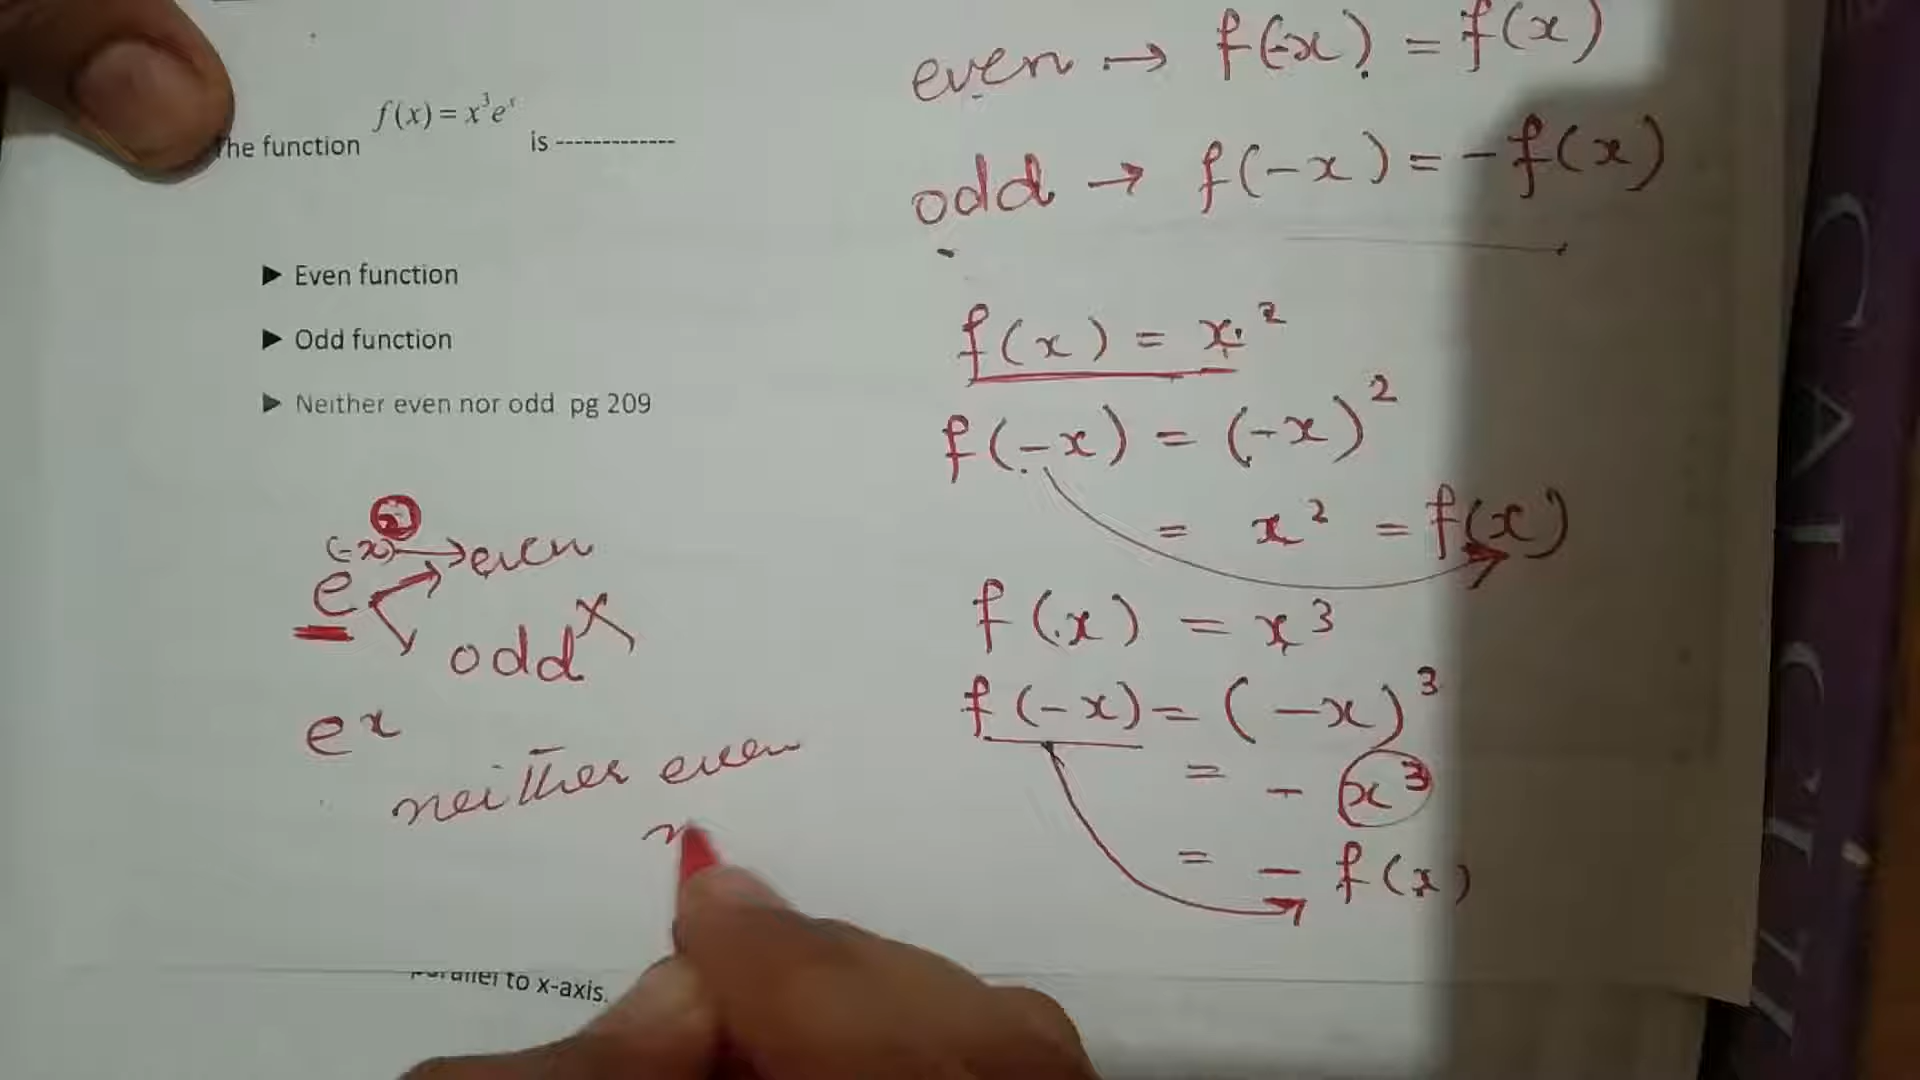 f(x) = x³eˣ
The function is -------------
▶ Even function
▶ Odd function
▶ Neither even nor odd pg 209
(-x)
e → even
odd x
eˣ
neither even
n
parallel to x-axis.
even → f(-x) = f(x)
odd → f(-x) = -f(x)
f(x) = x²
f(-x) = (-x)²
= x² = f(x)
f(x) = x³
f(-x) = (-x)³
= - x³
= - f(x)